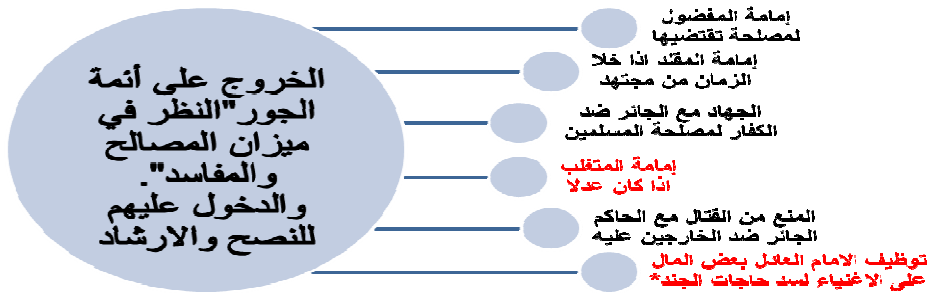 الخروج على أئمة
الجور"النظر في
ميزان المصالح
والمفاسد".
والدخول عليهم
للنصح والارشاد
إمامة المفضول
لمصلحة تقتضيها
إمامة المقلد اذا خلا
الزمان من مجتهد
الجهاد مع الجائر ضد
الكفار لمصلحة المسلمين
إمامة المتغلب
اذا كان عدلا
المنع من القتال مع الحاكم
الجائر ضد الخارجين عليه
توظيف الامام العادل بعض المال
على الاغنياء لسد حاجات الجند*